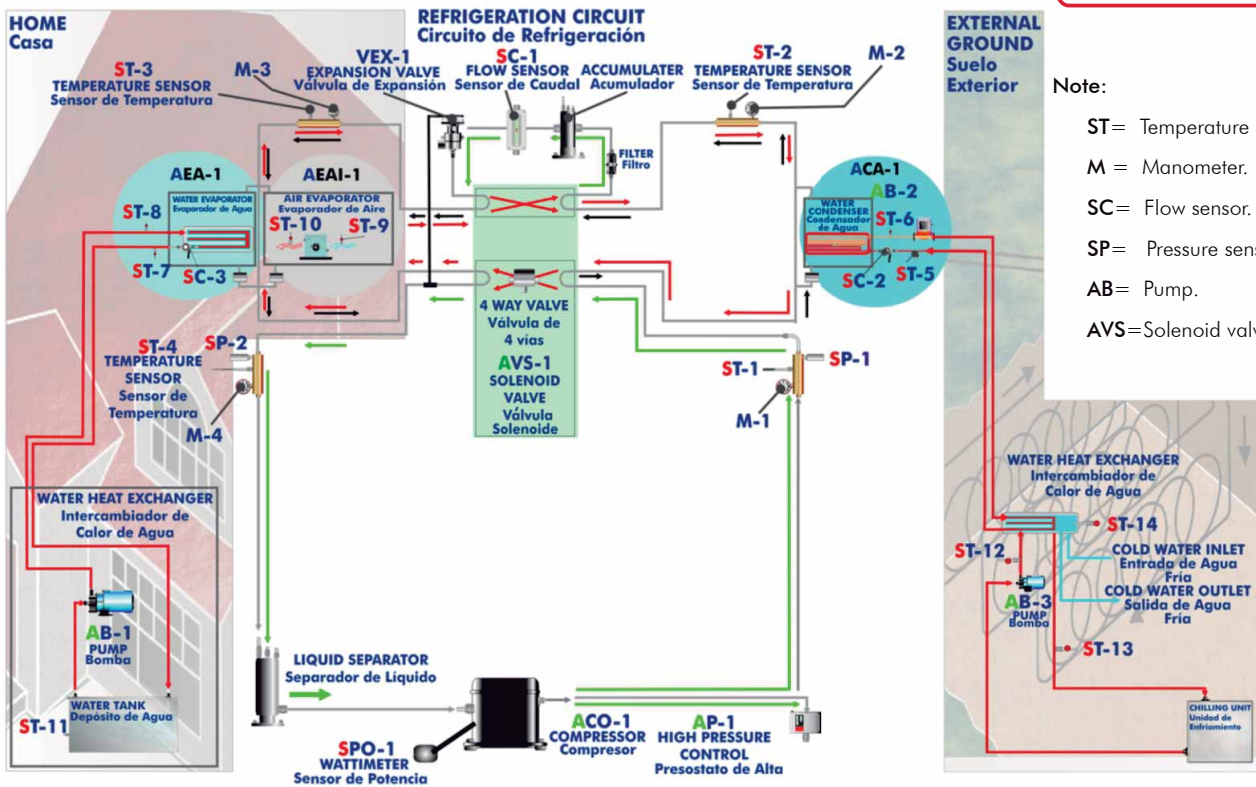 HOME
Casa
REFRIGERATION CIRCUIT
Circuito de Refrigeración
EXTERNAL
GROUND
Suelo
Exterior
ST-3
TEMPERATURE SENSOR
Sensor de Temperatura
M-3
VEX-1
EXPANSION VALVE
Válvula de Expansión
SC-1
FLOW SENSOR
Sensor de Caudal
ACCUMULATER
Acumulador
ST-2
TEMPERATURE SENSOR
Sensor de Temperatura
M-2
FILTER
Filtro
Note:
ST= Temperature
M = Manometer.
SC= Flow sensor.
SP= Pressure sens
AB= Pump.
AVS=Solenoid valv
AEA-1
WATER EVAPORATOR
Evaporador de Agua
ST-8
ST-7
SC-3
AEAI-1
AIR EVAPORATOR
Evaporador de Aire
ST-10
ST-9
ACA-1
AB-2
WATER
CONDENSER
Condensador
de Agua
ST-6
SC-2
ST-5
4 WAY VALVE
Válvula de
4 vias
AVS-1
SOLENOID
VALVE
Válvula
Solenoide
ST-4
TEMPERATURE
SENSOR
Sensor de
Temperatura
SP-2
M-4
ST-1
SP-1
M-1
WATER HEAT EXCHANGER
Intercambiador de
Calor de Agua
AB-1
PUMP
Bomba
ST-11
WATER TANK
Depósito de Agua
LIQUID SEPARATOR
Separador de Líquido
SPO-1
WATTIMETER
Sensor de Potencia
ACO-1
COMPRESSOR
Compresor
AP-1
HIGH PRESSURE
CONTROL
Presostato de Alta
WATER HEAT EXCHANGER
Intercambiador de
Calor de Agua
ST-14
ST-12
COLD WATER INLET
Entrada de Agua
Fría
COLD WATER OUTLET
Salida de Agua
Fría
AB-3
PUMP
Bomba
ST-13
CHILLING UNIT
Unidad de
Enfriamiento